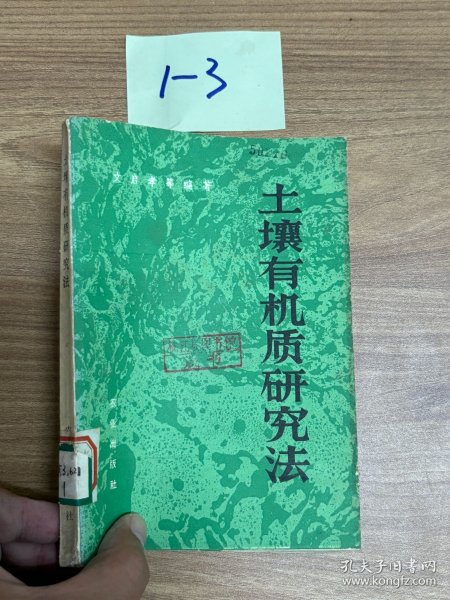 1-3
文启孝等编著
土壤有机质研究法
农业出版社
土壤有机质研究法
社
孔夫子旧书网
www.kongfz.com